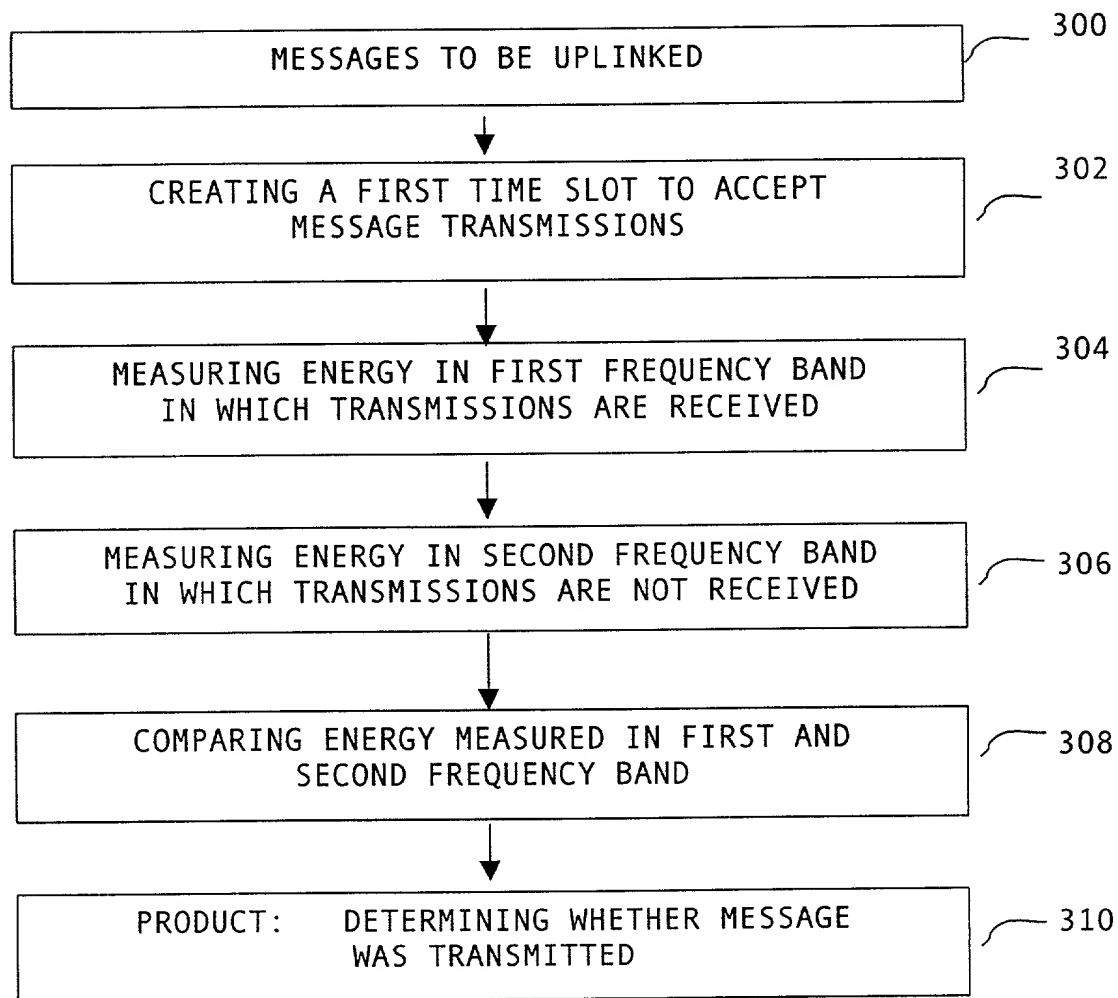 300
MESSAGES TO BE UPLINKED
302
CREATING A FIRST TIME SLOT TO ACCEPT
MESSAGE TRANSMISSIONS
304
MEASURING ENERGY IN FIRST FREQUENCY BAND
IN WHICH TRANSMISSIONS ARE RECEIVED
306
MEASURING ENERGY IN SECOND FREQUENCY BAND
IN WHICH TRANSMISSIONS ARE NOT RECEIVED
308
COMPARING ENERGY MEASURED IN FIRST AND
SECOND FREQUENCY BAND
310
PRODUCT: DETERMINING WHETHER MESSAGE
WAS TRANSMITTED